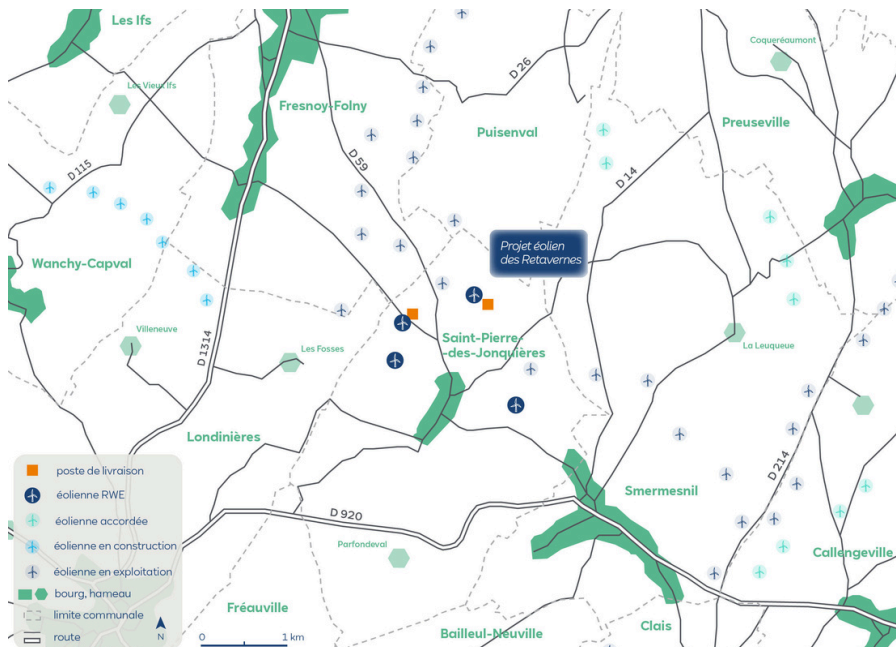 Les Ifs
Coqueréaumont
D 26
Les Vieux Ifs
Fresnoy-Folny
Puisenval
Preuseville
D 59
D 115
D 14
Projet éolien
des Retavernes
Wanchy-Capval
Villeneuve
D 1314
Les Fosses
Saint-Pierre-
-des-Jonquières
La Leuqueue
Londinières
D 214
poste de livraison
éolienne RWE
éolienne accordée
éolienne en construction
éolienne en exploitation
bourg, hameau
limite communale
route
N
D 920
Smermesnil
Parfondeval
Callengeville
Fréauville
Bailleul-Neuville
Clais
0
1 km